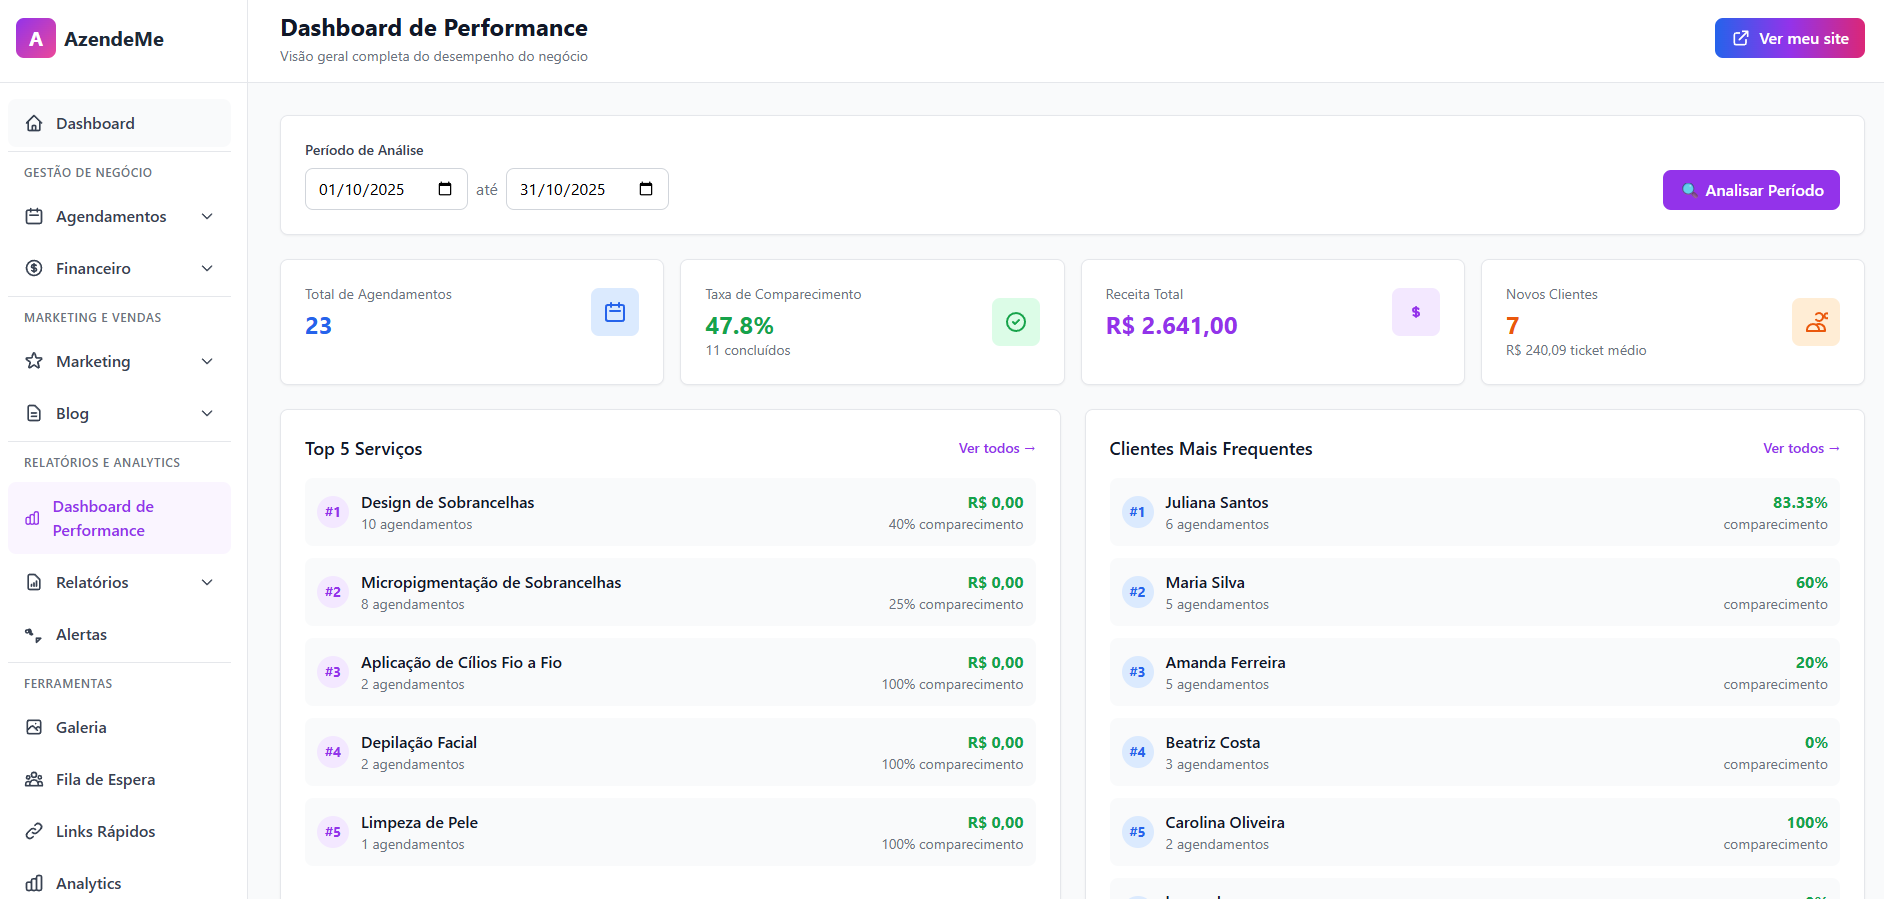 A AzendeMe
Dashboard
GESTÃO DE NEGÓCIO
Agendamentos
Financeiro
MARKETING E VENDAS
Marketing
Blog
RELATÓRIOS E ANALYTICS
Dashboard de
Performance
Relatórios
Alertas
FERRAMENTAS
Galeria
Fila de Espera
Links Rápidos
Analytics
Dashboard de Performance
Visão geral completa do desempenho do negócio
Ver meu site
Período de Análise
01/10/2025 até 31/10/2025
Analisar Período
Total de Agendamentos
23
Taxa de Comparecimento
47.8%
11 concluídos
Receita Total
R$ 2.641,00
$
Novos Clientes
7
R$ 240,09 ticket médio
Top 5 Serviços
Ver todos →
#1 Design de Sobrancelhas R$ 0,00
10 agendamentos 40% comparecimento
#2 Micropigmentação de Sobrancelhas R$ 0,00
8 agendamentos 25% comparecimento
#3 Aplicação de Cílios Fio a Fio R$ 0,00
2 agendamentos 100% comparecimento
#4 Depilação Facial R$ 0,00
2 agendamentos 100% comparecimento
#5 Limpeza de Pele R$ 0,00
1 agendamentos 100% comparecimento
Clientes Mais Frequentes
Ver todos →
#1 Juliana Santos 83.33%
6 agendamentos comparecimento
#2 Maria Silva 60%
5 agendamentos comparecimento
#3 Amanda Ferreira 20%
5 agendamentos comparecimento
#4 Beatriz Costa 0%
3 agendamentos comparecimento
#5 Carolina Oliveira 100%
2 agendamentos comparecimento